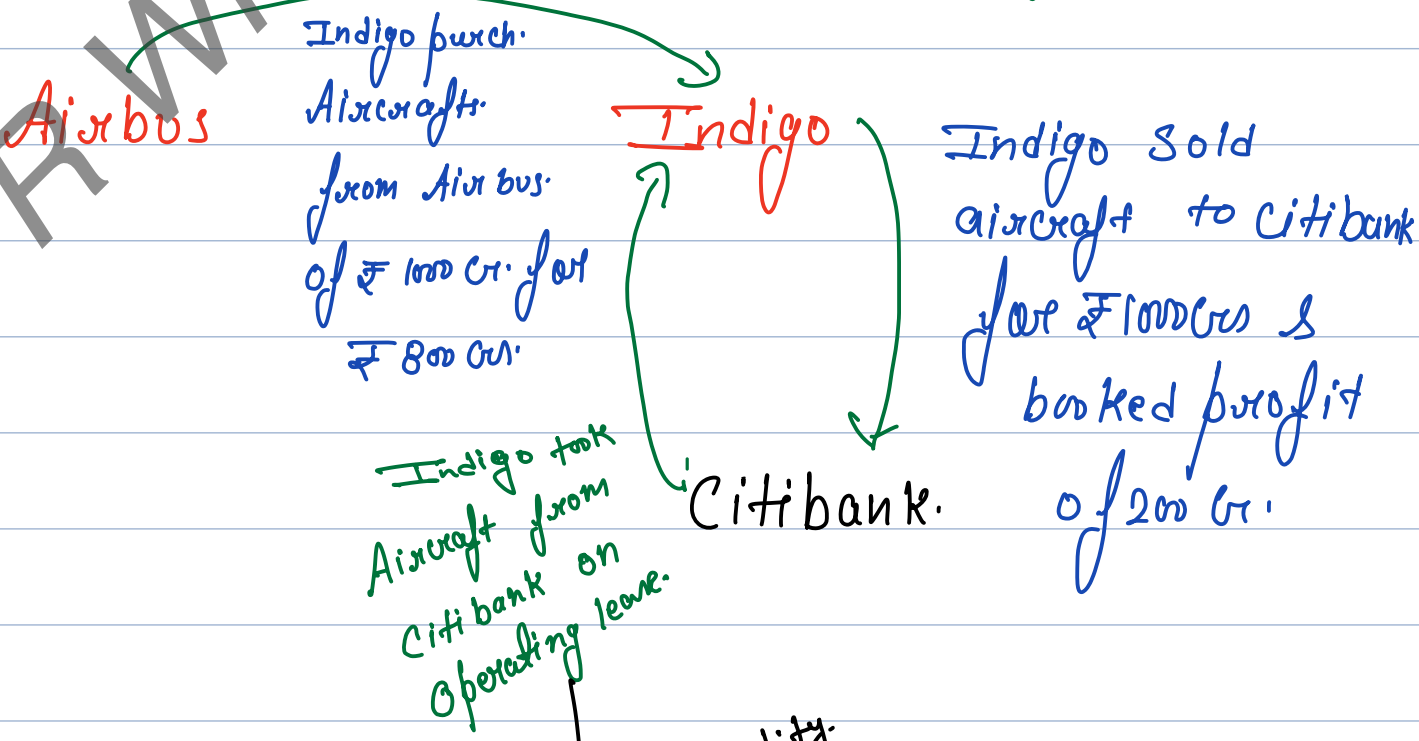 R W
Airbus
Indigo purch.
Aircrafts.
from Airbus.
of ₹ 1000 Cr. for
₹ 800 Crs.
Indigo
Indigo Sold
aircraft to Citibank
for ₹ 1000 Crs &
booked profit
of 200 Cr.
Citibank.
Indigo took
Aircraft from
Citibank on
operating lease.